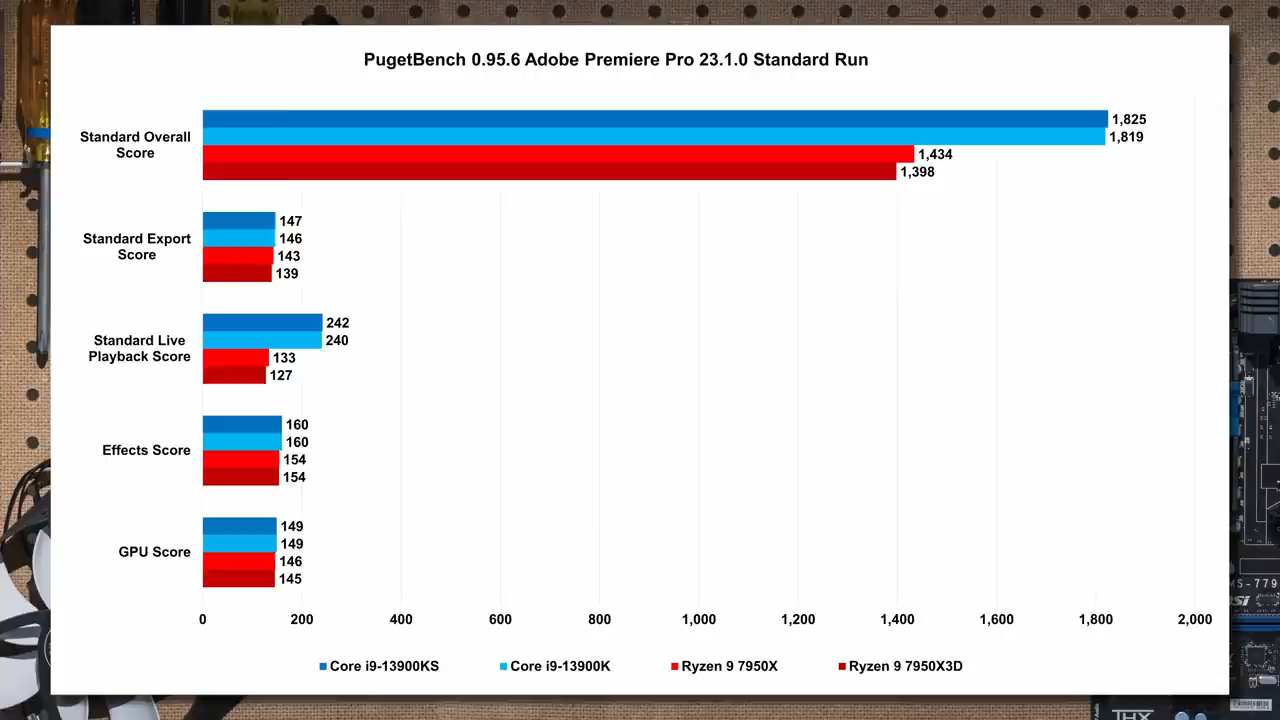 PugetBench 0.95.6 Adobe Premiere Pro 23.1.0 Standard Run
Standard Overall
Score
1,825
1,819
1,434
1,398
Standard Export
Score
147
146
143
139
Standard Live
Playback Score
242
240
133
127
Effects Score
160
160
154
154
GPU Score
149
149
146
145
0 200 400 600 800 1,000 1,200 1,400 1,600 1,800 2,000
Core i9-13900KS Core i9-13900K Ryzen 9 7950X Ryzen 9 7950X3D
MS-779
THX